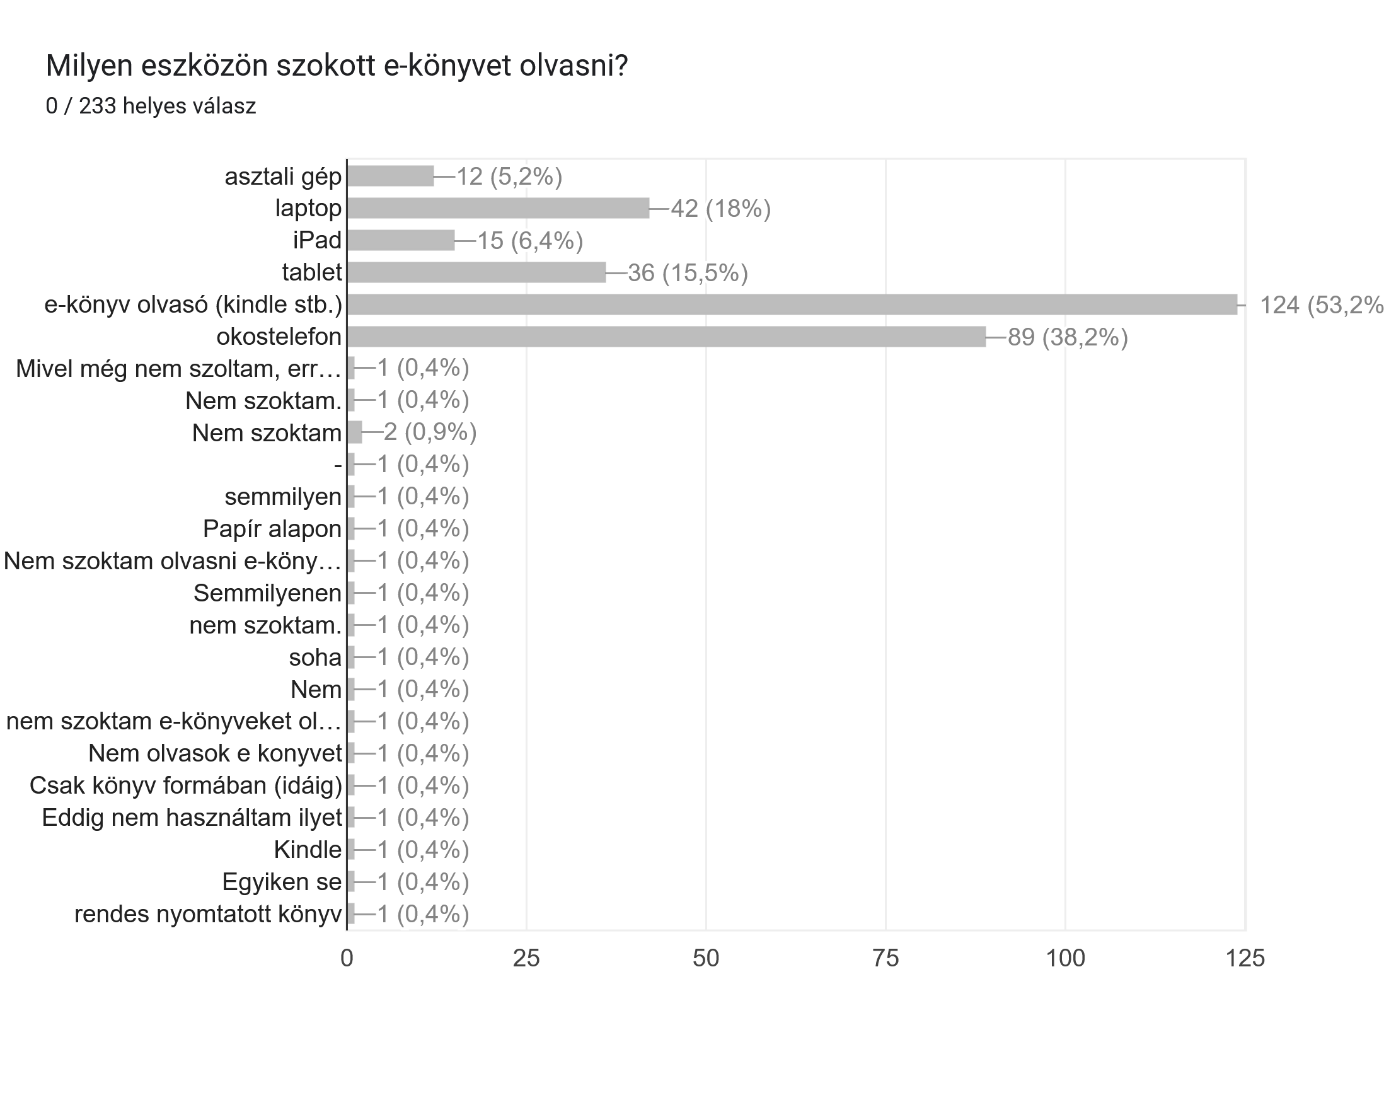 Milyen eszközön szokott e-könyvet olvasni?
0 / 233 helyes válasz
asztali gép 12 (5,2%)
laptop 42 (18%)
iPad 15 (6,4%)
tablet 36 (15,5%)
e-könyv olvasó (kindle stb.) 124 (53,2%
okostelefon 89 (38,2%)
Mivel még nem szoltam, err… 1 (0,4%)
Nem szoktam. 1 (0,4%)
Nem szoktam 2 (0,9%)
- 1 (0,4%)
semmilyen 1 (0,4%)
Papír alapon 1 (0,4%)
Nem szoktam olvasni e-köny… 1 (0,4%)
Semmilyenen 1 (0,4%)
nem szoktam. 1 (0,4%)
soha 1 (0,4%)
Nem 1 (0,4%)
nem szoktam e-könyveket ol… 1 (0,4%)
Nem olvasok e konyvet 1 (0,4%)
Csak könyv formában (idáig) 1 (0,4%)
Eddig nem használtam ilyet 1 (0,4%)
Kindle 1 (0,4%)
Egyiken se 1 (0,4%)
rendes nyomtatott könyv 1 (0,4%)
0 25 50 75 100 125